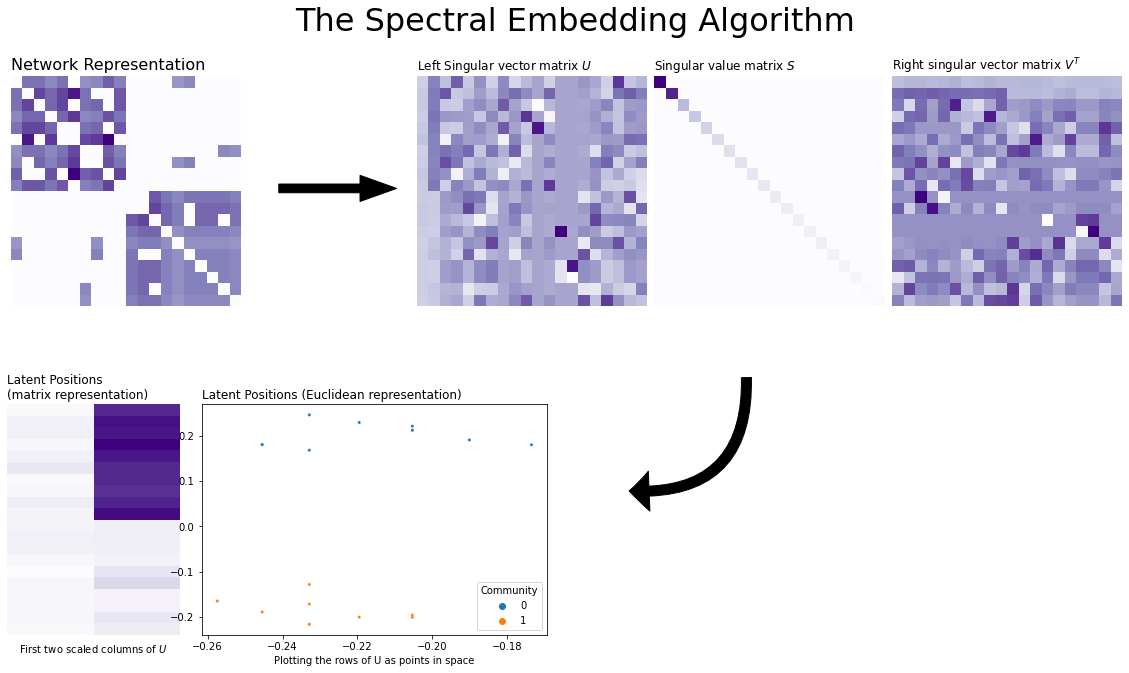 The Spectral Embedding Algorithm
Network Representation
Left Singular vector matrix U
Singular value matrix S
Right singular vector matrix V^T
Latent Positions
(matrix representation)
First two scaled columns of U
Latent Positions (Euclidean representation)
0.2
0.1
0.0
−0.1
−0.2
Community
0
1
−0.26
−0.24
−0.22
−0.20
−0.18
Plotting the rows of U as points in space